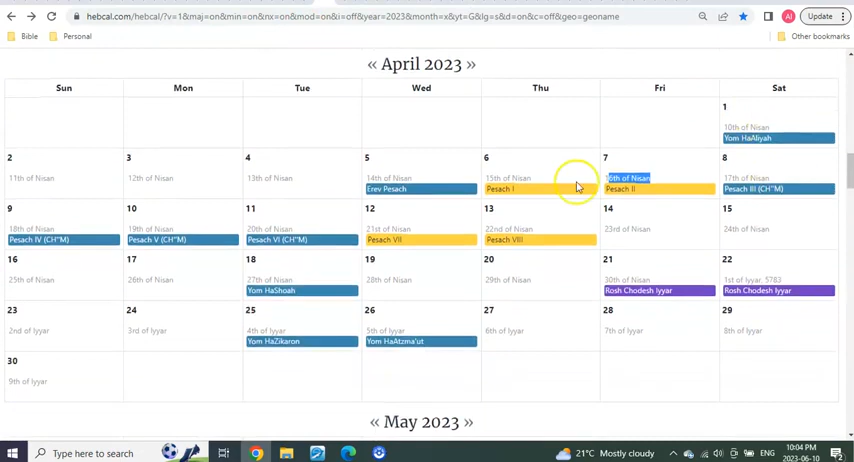 hebcal.com/hebcal/?v=1&maj=on&min=on&nx=on&mod=on&i=off&year=2023&month=x&yt=G&lg=s&d=on&c=off&geo=geoname
AI
Update
Bible
Personal
Other bookmarks
« April 2023 »
Sun Mon Tue Wed Thu Fri Sat
1
10th of Nisan
Yom HaAliyah
2 3 4 5 6 7 8
11th of Nisan 12th of Nisan 13th of Nisan 14th of Nisan 15th of Nisan 16th of Nisan 17th of Nisan
Erev Pesach Pesach I Pesach II Pesach III (CH''M)
9 10 11 12 13 14 15
18th of Nisan 19th of Nisan 20th of Nisan 21st of Nisan 22nd of Nisan 23rd of Nisan 24th of Nisan
Pesach IV (CH''M) Pesach V (CH''M) Pesach VI (CH''M) Pesach VII Pesach VIII
16 17 18 19 20 21 22
25th of Nisan 26th of Nisan 27th of Nisan 28th of Nisan 29th of Nisan 30th of Nisan 1st of Iyyar, 5783
Yom HaShoah Rosh Chodesh Iyyar Rosh Chodesh Iyyar
23 24 25 26 27 28 29
2nd of Iyyar 3rd of Iyyar 4th of Iyyar 5th of Iyyar 6th of Iyyar 7th of Iyyar 8th of Iyyar
Yom HaZikaron Yom HaAtzma'ut
30
9th of Iyyar
« May 2023 »
Type here to search
21°C Mostly cloudy
ENG
10:04 PM
2023-06-10
2